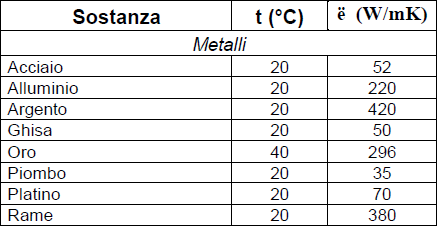 Sostanza t (°C) ë (W/mK)
Metalli
Acciaio 20 52
Alluminio 20 220
Argento 20 420
Ghisa 20 50
Oro 40 296
Piombo 20 35
Platino 20 70
Rame 20 380